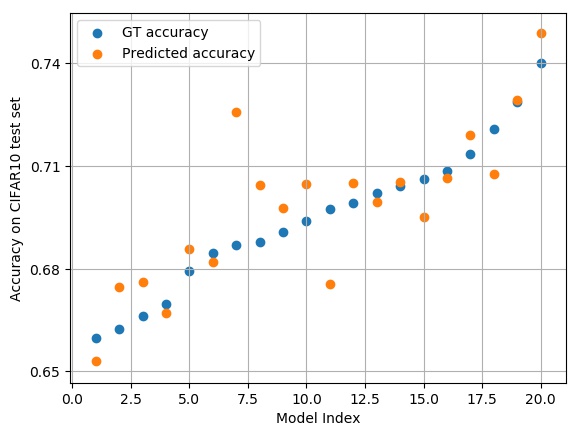 GT accuracy
Predicted accuracy
Accuracy on CIFAR10 test set
0.74
0.71
0.68
0.65
0.0 2.5 5.0 7.5 10.0 12.5 15.0 17.5 20.0
Model Index